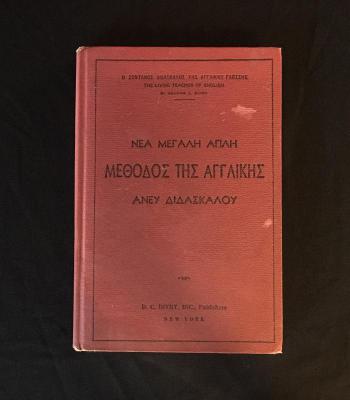 Ο ΖΩΝΤΑΝΟΣ ΔΙΔΑΣΚΑΛΟΣ ΤΗΣ ΑΓΓΛΙΚΗΣ ΓΛΩΣΣΗΣ
THE LIVING TEACHER OF ENGLISH
ΝΕΑ ΜΕΓΑΛΗ ΑΠΛΗ
ΜΕΘΟΔΟΣ ΤΗΣ ΑΓΓΛΙΚΗΣ
ΑΝΕΥ ΔΙΔΑΣΚΑΛΟΥ
D. C. DIVRY, INC., Publishers
NEW YORK